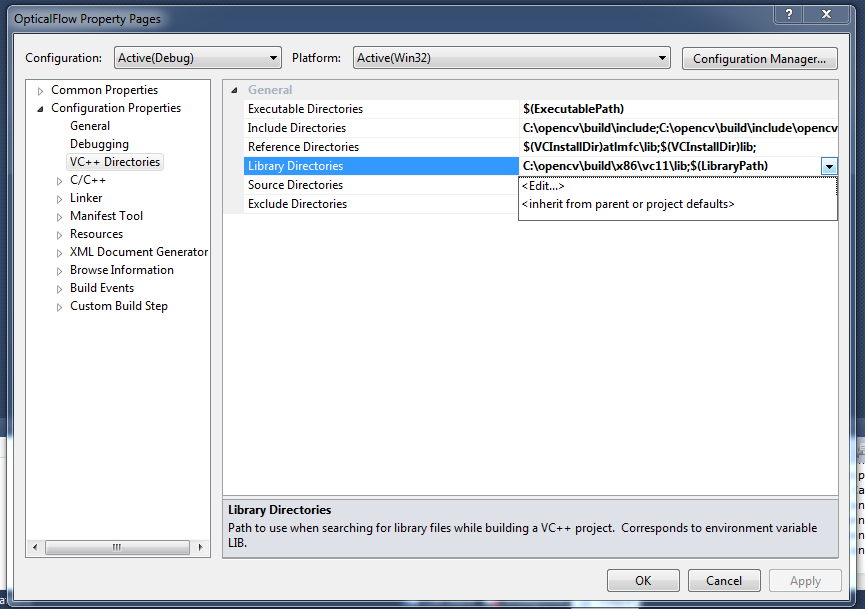 OpticalFlow Property Pages
Configuration: Active(Debug) Platform: Active(Win32) Configuration Manager...
Common Properties
Configuration Properties
General
Debugging
VC++ Directories
C/C++
Linker
Manifest Tool
Resources
XML Document Generator
Browse Information
Build Events
Custom Build Step
General
Executable Directories $(ExecutablePath)
Include Directories C:\opencv\build\include;C:\opencv\build\include\opencv
Reference Directories $(VCInstallDir)atlmfc\lib;$(VCInstallDir)lib;
Library Directories C:\opencv\build\x86\vc11\lib;$(LibraryPath)
Source Directories <Edit...>
Exclude Directories <inherit from parent or project defaults>
Library Directories
Path to use when searching for library files while building a VC++ project. Corresponds to environment variable
LIB.
OK Cancel Apply